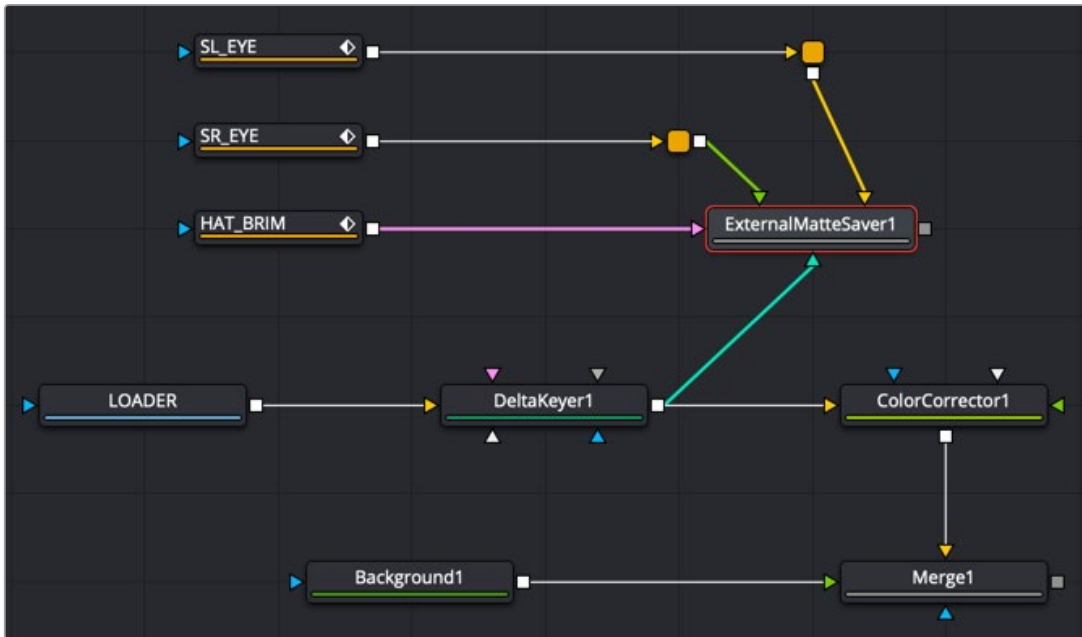 SL_EYE
SR_EYE
HAT_BRIM
ExternalMatteSaver1
LOADER
DeltaKeyer1
ColorCorrector1
Background1
Merge1